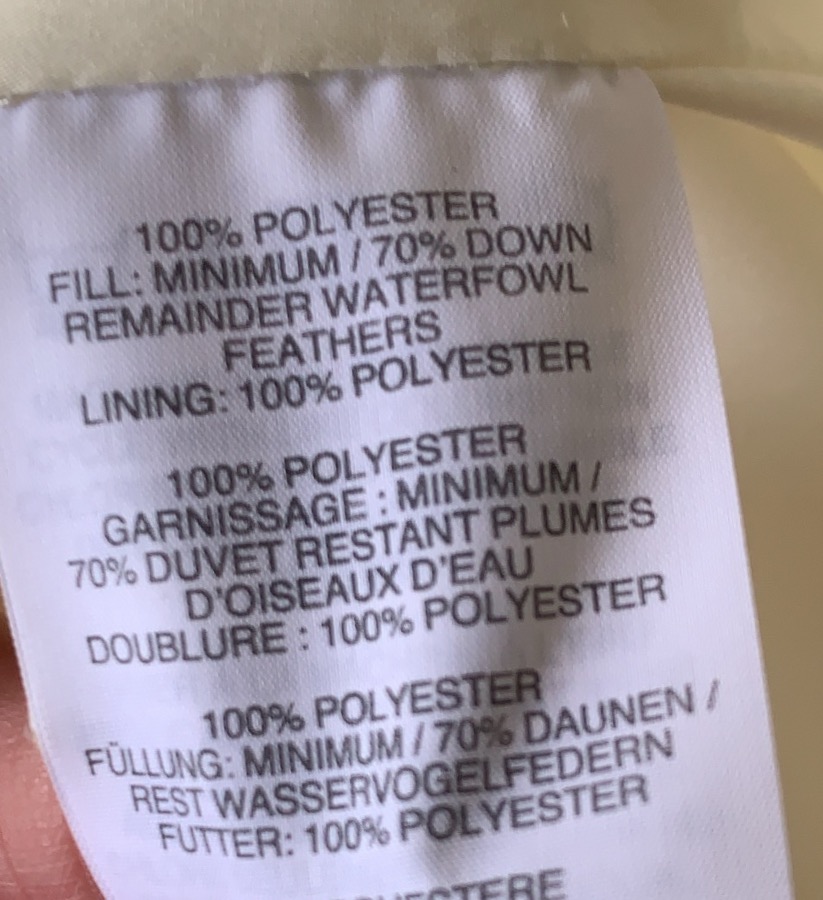 100% POLYESTER
FILL: MINIMUM / 70% DOWN
REMAINDER WATERFOWL
FEATHERS
LINING: 100% POLYESTER
100% POLYESTER
GARNISSAGE : MINIMUM /
70% DUVET RESTANT PLUMES
D'OISEAUX D'EAU
DOUBLURE : 100% POLYESTER
100% POLYESTER
FÜLLUNG: MINIMUM / 70% DAUNEN /
REST WASSERVOGELFEDERN
FUTTER: 100% POLYESTER